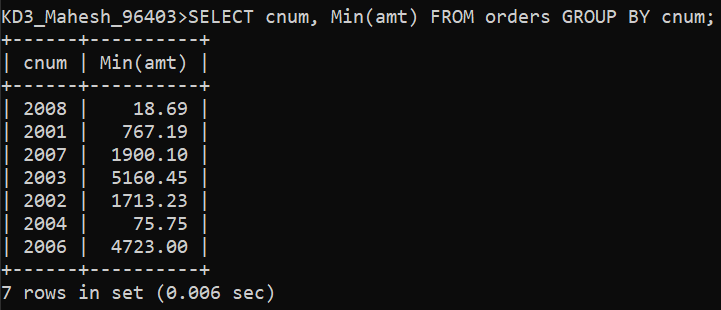 KD3_Mahesh_96403>SELECT cnum, Min(amt) FROM orders GROUP BY cnum;
+------+----------+
| cnum | Min(amt) |
+------+----------+
| 2008 |    18.69 |
| 2001 |   767.19 |
| 2007 |  1900.10 |
| 2003 |  5160.45 |
| 2002 |  1713.23 |
| 2004 |    75.75 |
| 2006 |  4723.00 |
+------+----------+
7 rows in set (0.006 sec)